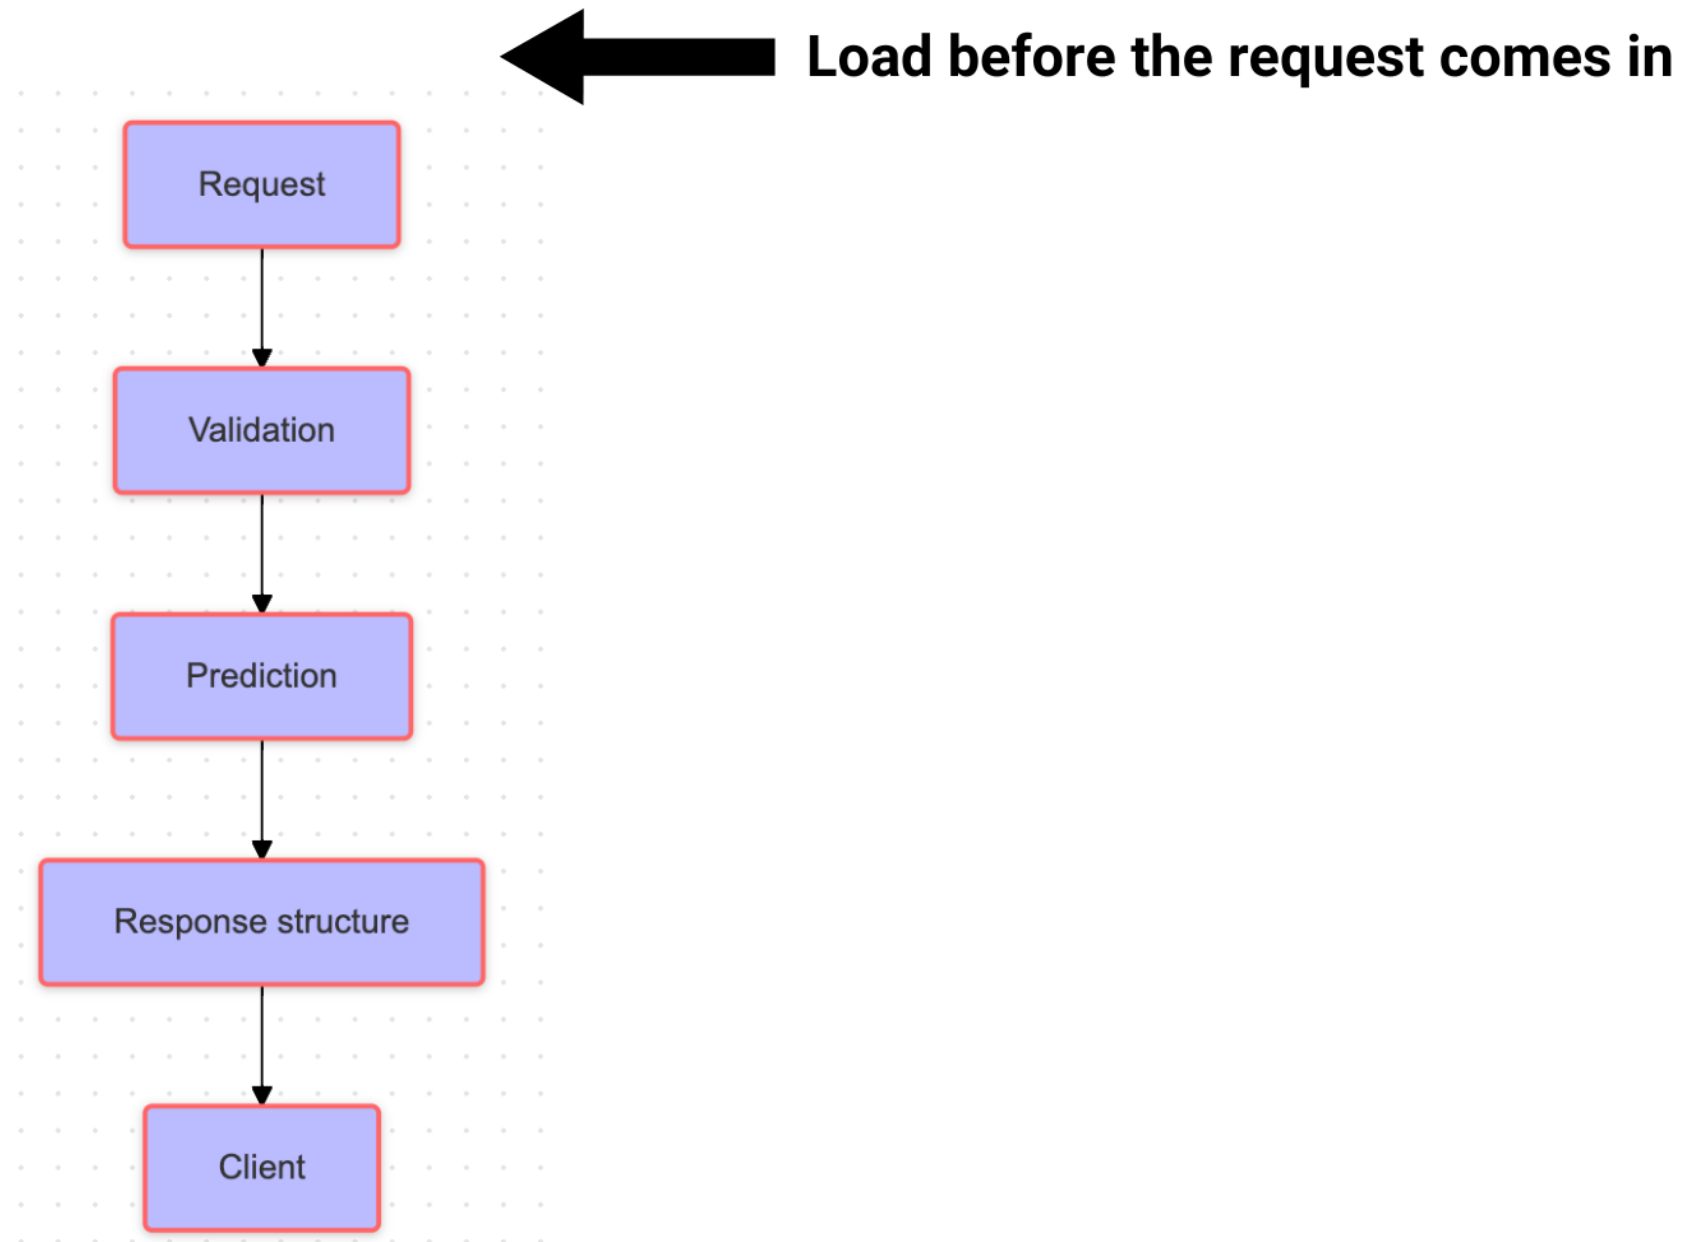 Load before the request comes in
Request
Validation
Prediction
Response structure
Client